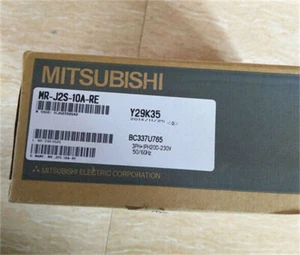 MITSUBISHI
MR-J2S-10A-RE
Y29K35
BC337U765
3PH+1PH200-230V
50/60Hz
MITSUBISHI ELECTRIC CORPORATION